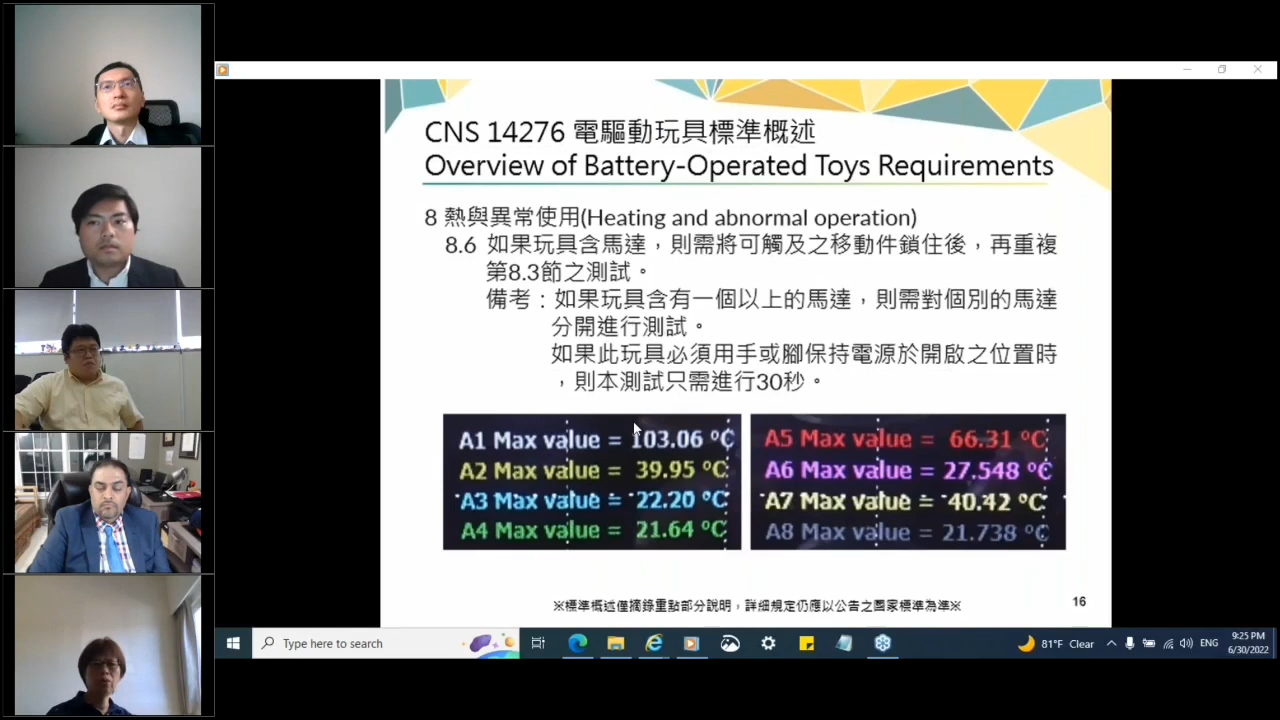 CNS 14276 電驅動玩具標準概述
Overview of Battery-Operated Toys Requirements
8 熱與異常使用(Heating and abnormal operation)
8.6 如果玩具含馬達，則需將可觸及之移動件鎖住後，再重複
第8.3節之測試。
備考：如果玩具含有一個以上的馬達，則需對個別的馬達
分開進行測試。
如果此玩具必須用手或腳保持電源於開啟之位置時
，則本測試只需進行30秒。
A1 Max value = 103.06 ºC
A2 Max value = 39.95 ºC
A3 Max value = 22.20 ºC
A4 Max value = 21.64 ºC
A5 Max value = 66.31 ºC
A6 Max value = 27.548 ºC
A7 Max value = 40.42 ºC
A8 Max value = 21.738 ºC
※標準概述僅摘錄重點部分說明，詳細規定仍應以公告之國家標準為準※
16
Type here to search
81°F Clear
ENG
9:25 PM
6/30/2022